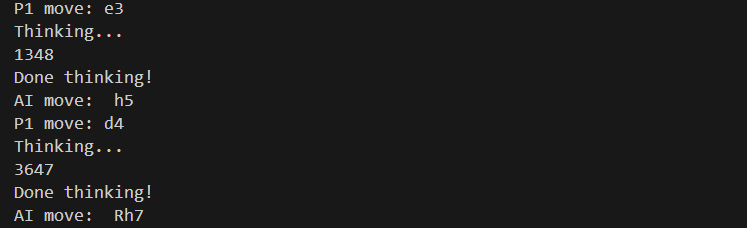 P1 move: e3
Thinking...
1348
Done thinking!
AI move:  h5
P1 move: d4
Thinking...
3647
Done thinking!
AI move:  Rh7